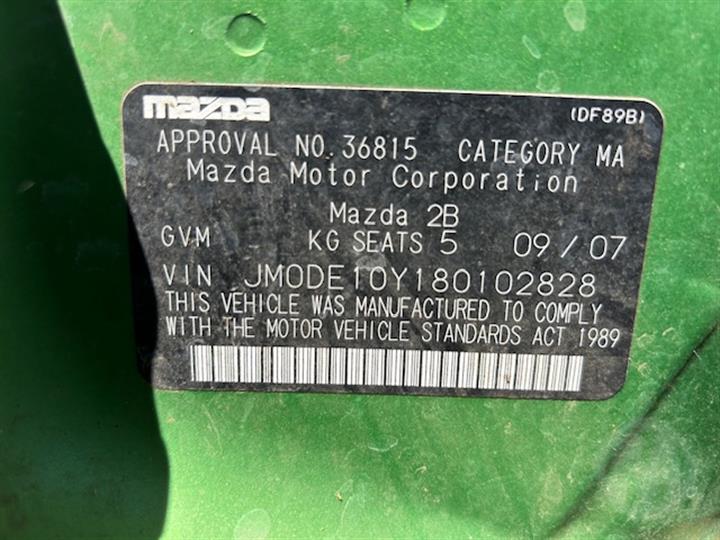 mazda (DF89B)
APPROVAL NO. 36815 CATEGORY MA
Mazda Motor Corporation
Mazda 2B
GVM KG SEATS 5 09 / 07
VIN JM0DE10Y180102828
THIS VEHICLE WAS MANUFACTURED TO COMPLY
WITH THE MOTOR VEHICLE STANDARDS ACT 1989